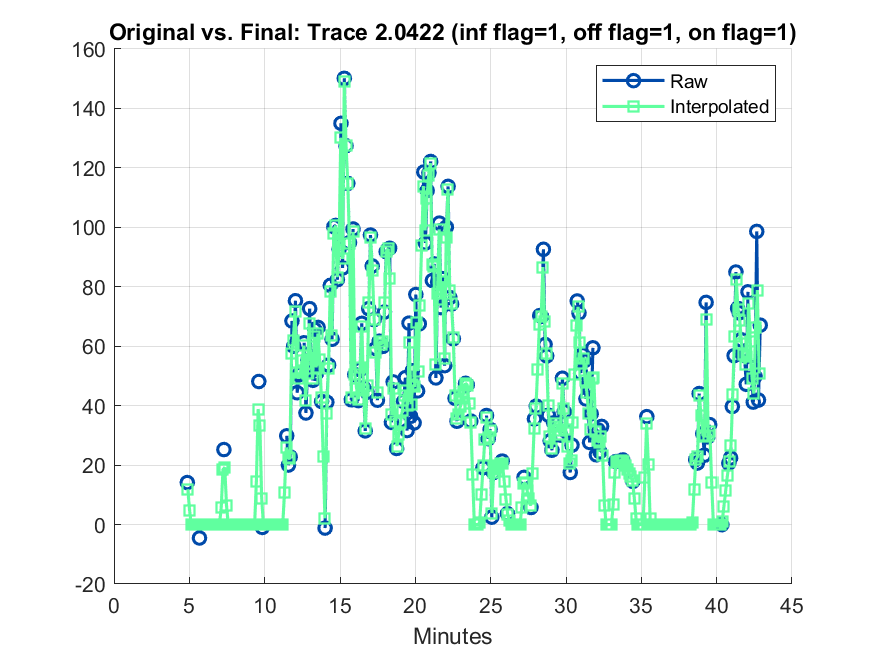 Original vs. Final: Trace 2.0422 (inf flag=1, off flag=1, on flag=1)
160
140
120
100
80
60
40
20
0
-20
Raw
Interpolated
0 5 10 15 20 25 30 35 40 45
Minutes